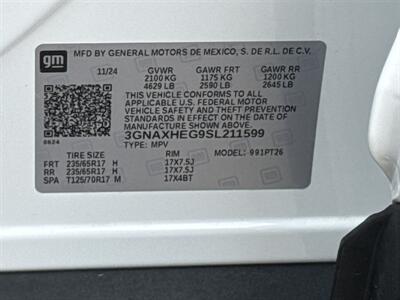 gm
MFD BY GENERAL MOTORS DE MEXICO, S. DE R.L. DE C.V.
11/24 GVWR GAWR FRT GAWR RR
2100 KG 1175 KG 1200 KG
4629 LB 2590 LB 2645 LB
THIS VEHICLE CONFORMS TO ALL
APPLICABLE U.S. FEDERAL MOTOR
VEHICLE SAFETY AND THEFT PREVENTION
STANDARDS IN EFFECT ON THE DATE OF
MANUFACTURE SHOWN ABOVE.
3GNAXHEG9SL211599
TYPE: MPV
0624
TIRE SIZE RIM MODEL: 991PT26
FRT 235/65R17 H 17X7.5J
RR 235/65R17 H 17X7.5J
SPA T125/70R17 M 17X4BT